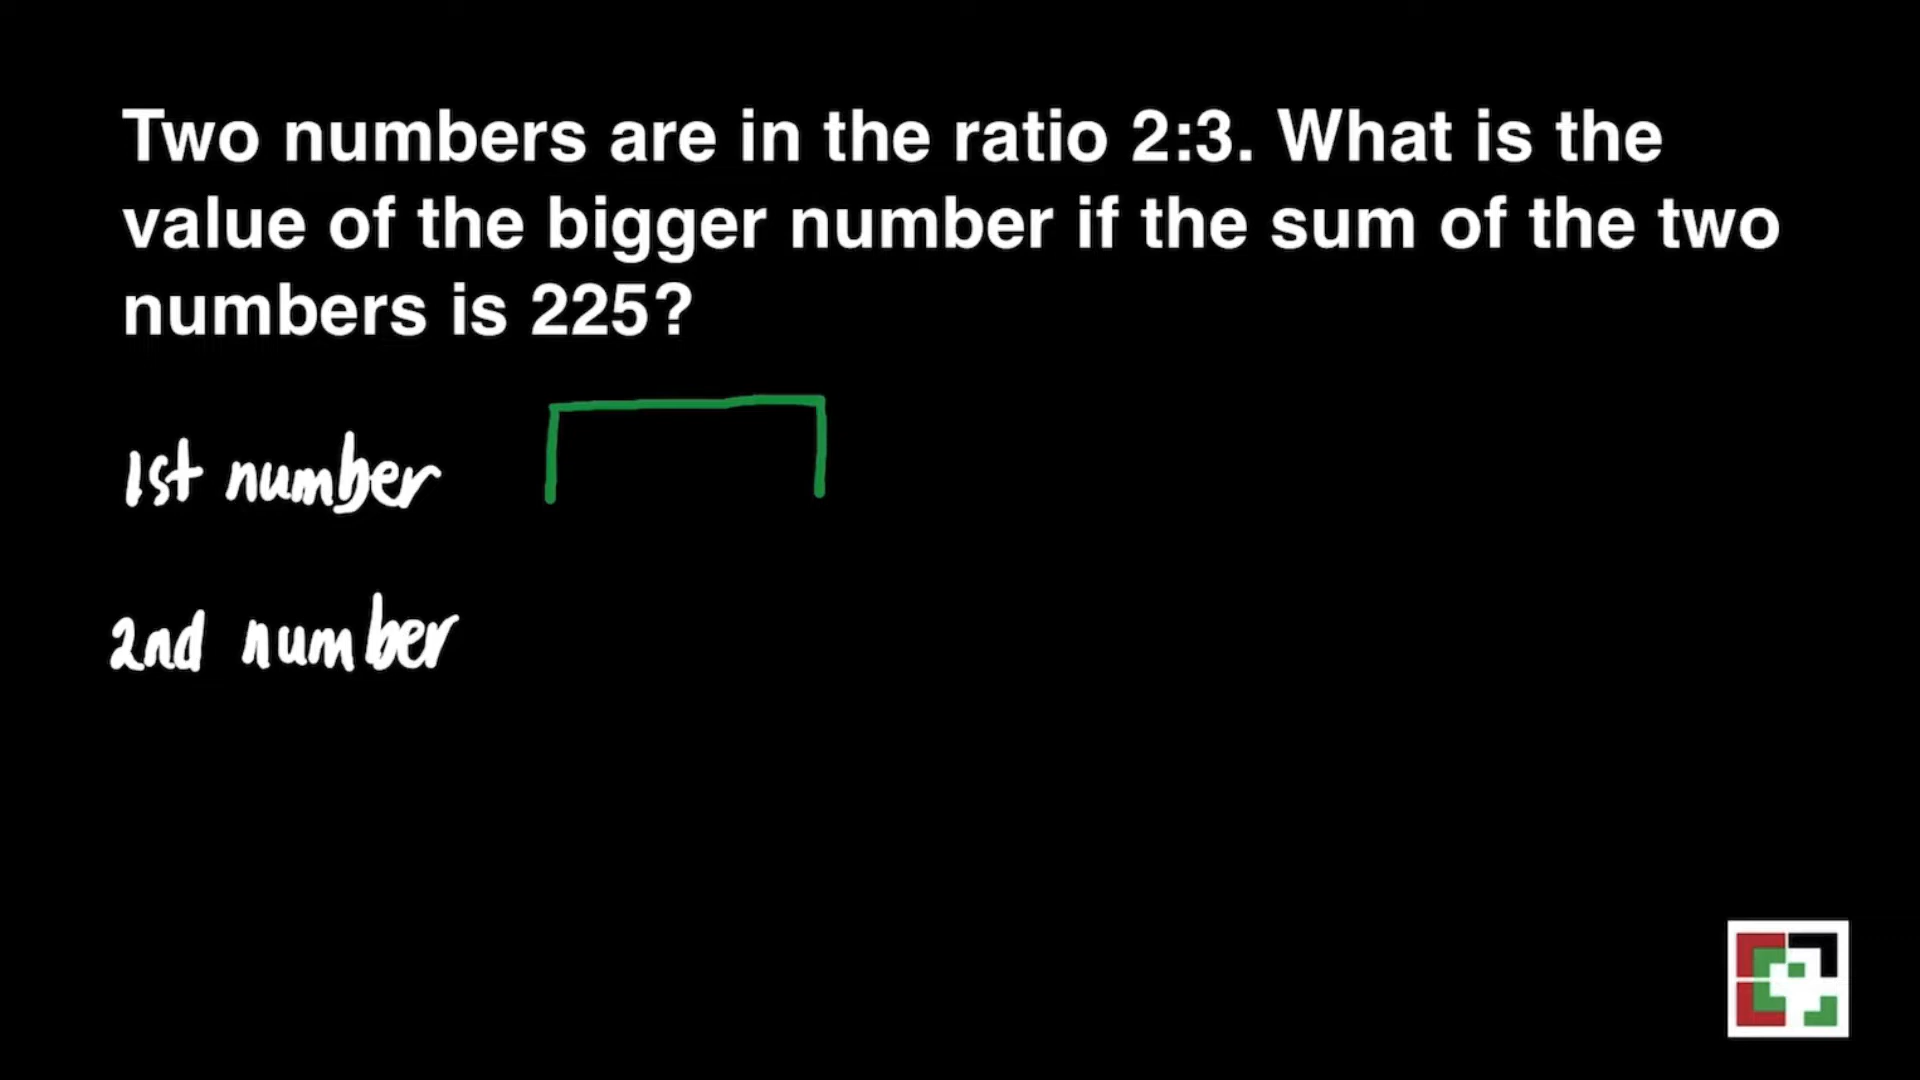 Two numbers are in the ratio 2:3. What is the
value of the bigger number if the sum of the two
numbers is 225?
1st number
2nd number